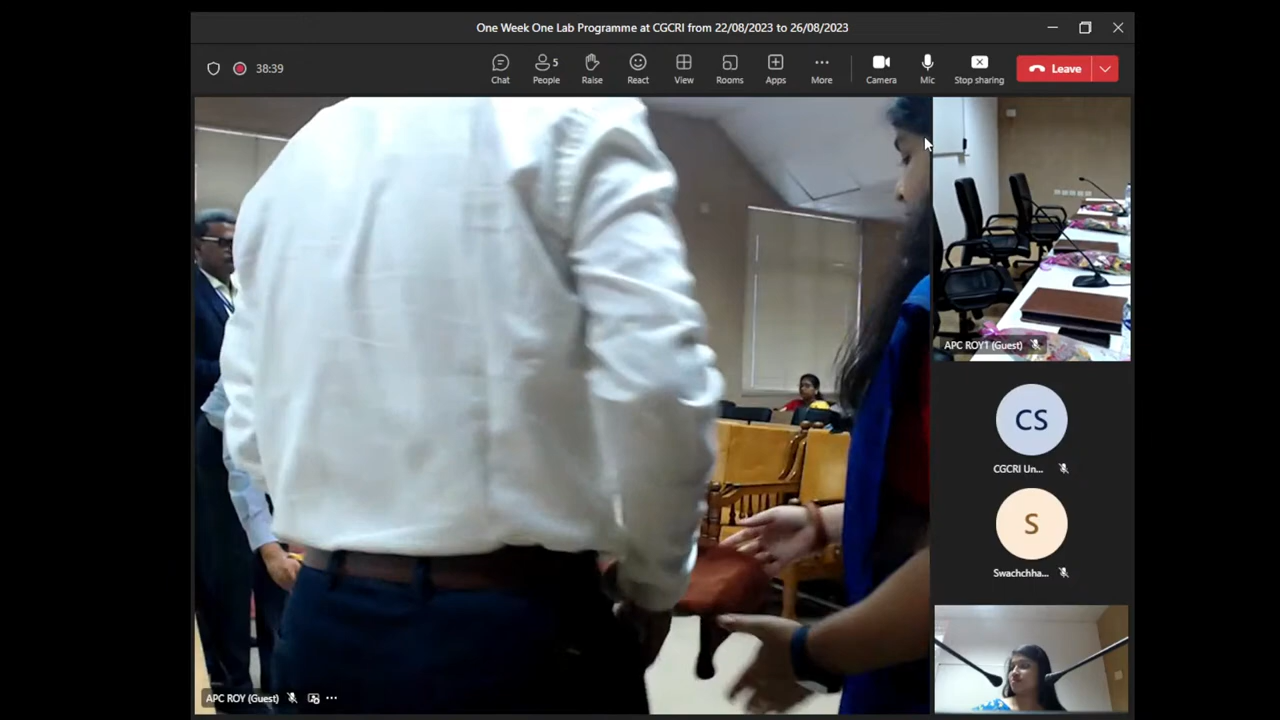 One Week One Lab Programme at CGCRI from 22/08/2023 to 26/08/2023
38:39
Chat
People 5
Raise
React
View
Rooms
Apps
More
Camera
Mic
Stop sharing
Leave
APC ROY1 (Guest)
CS
CGCRI Un...
S
Swachchha...
APC ROY (Guest)